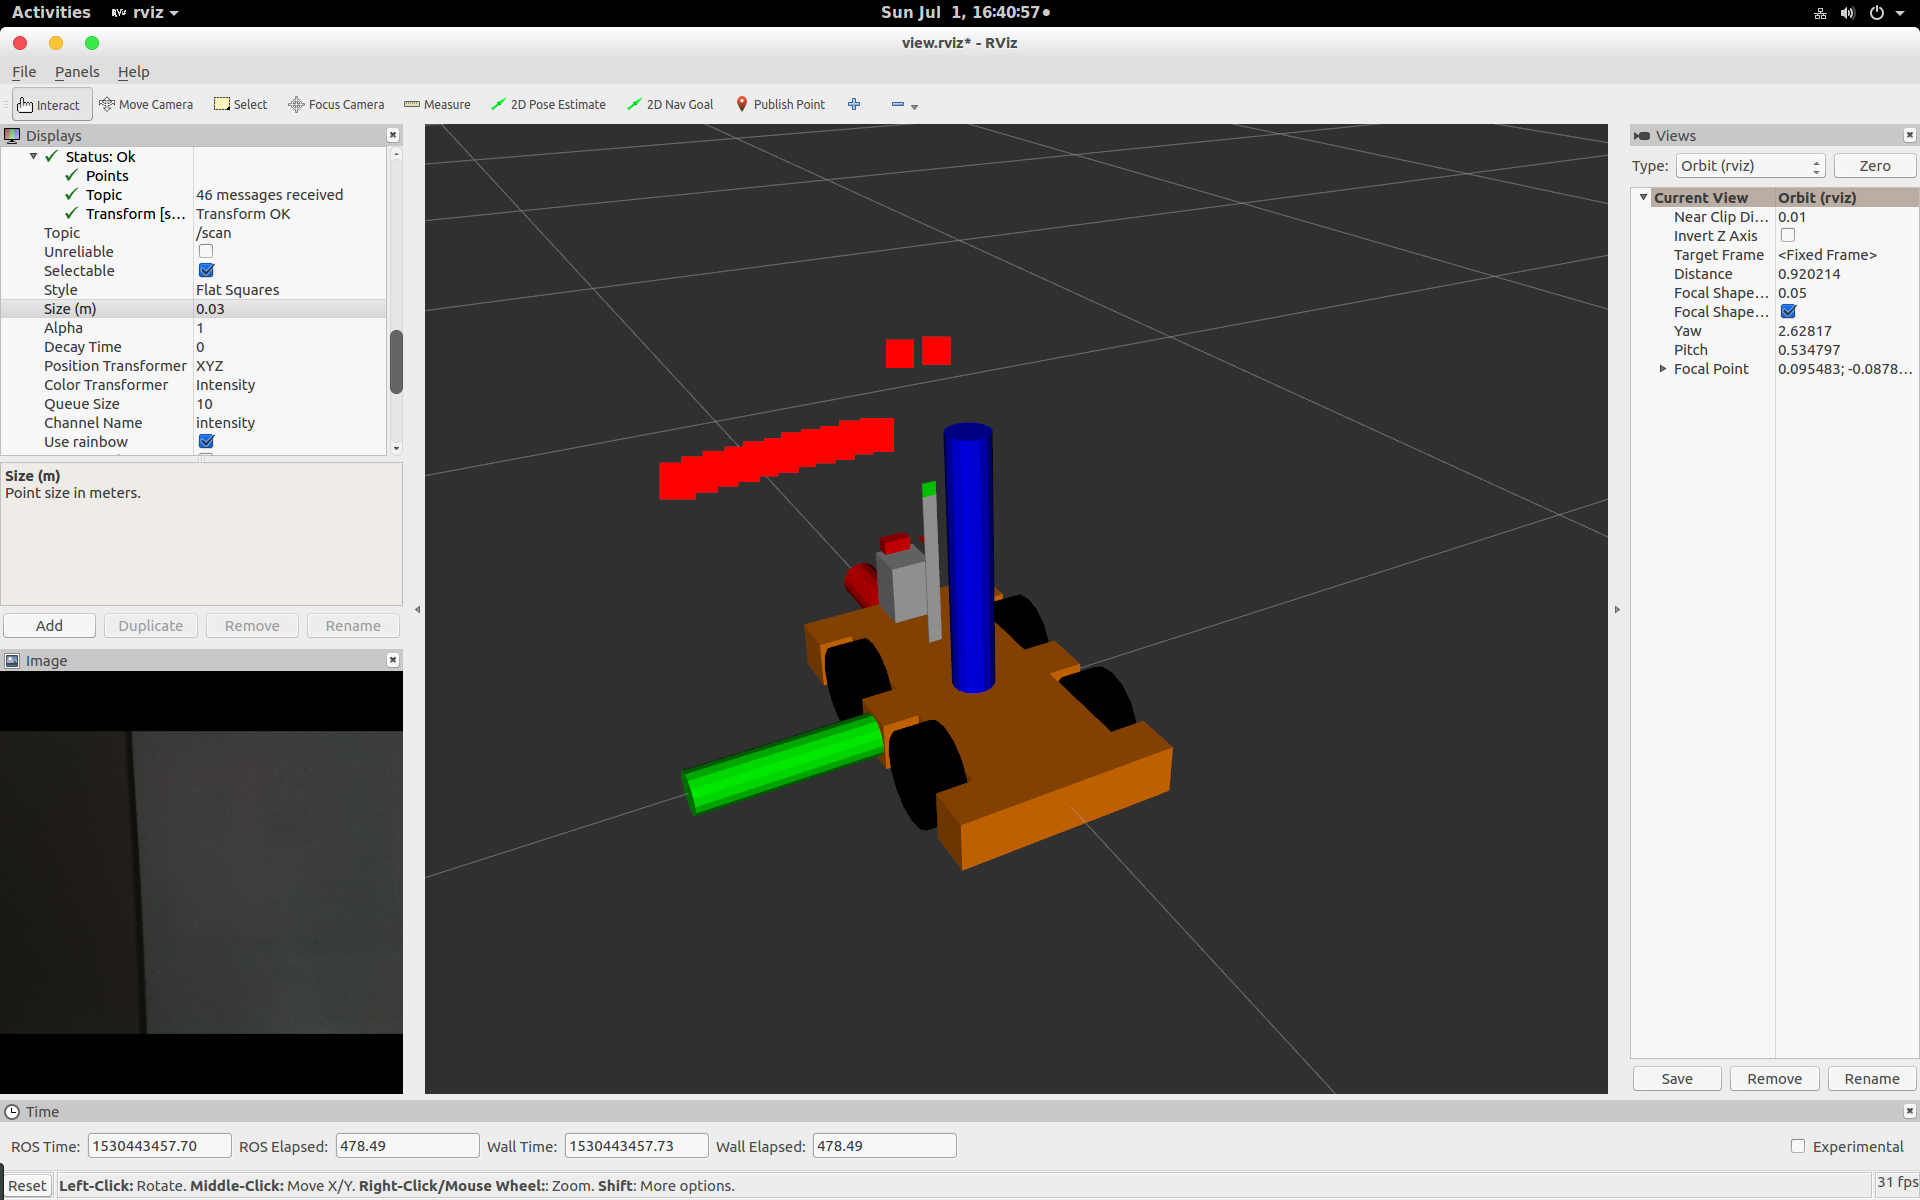 Activities rviz Sun Jul 1, 16:40:57
view.rviz* - RViz
File Panels Help
Interact Move Camera Select Focus Camera Measure 2D Pose Estimate 2D Nav Goal Publish Point
Displays
Status: Ok
Points
Topic 46 messages received
Transform [s... Transform OK
Topic /scan
Unreliable
Selectable
Style Flat Squares
Size (m) 0.03
Alpha 1
Decay Time 0
Position Transformer XYZ
Color Transformer Intensity
Queue Size 10
Channel Name intensity
Use rainbow
Size (m)
Point size in meters.
Add Duplicate Remove Rename
Image
Views
Type: Orbit (rviz) Zero
Current View Orbit (rviz)
Near Clip Di... 0.01
Invert Z Axis
Target Frame <Fixed Frame>
Distance 0.920214
Focal Shape... 0.05
Focal Shape...
Yaw 2.62817
Pitch 0.534797
Focal Point 0.095483; -0.0878...
Save Remove Rename
Time
ROS Time: 1530443457.70 ROS Elapsed: 478.49 Wall Time: 1530443457.73 Wall Elapsed: 478.49 Experimental
Reset Left-Click: Rotate. Middle-Click: Move X/Y. Right-Click/Mouse Wheel:: Zoom. Shift: More options. 31 fps